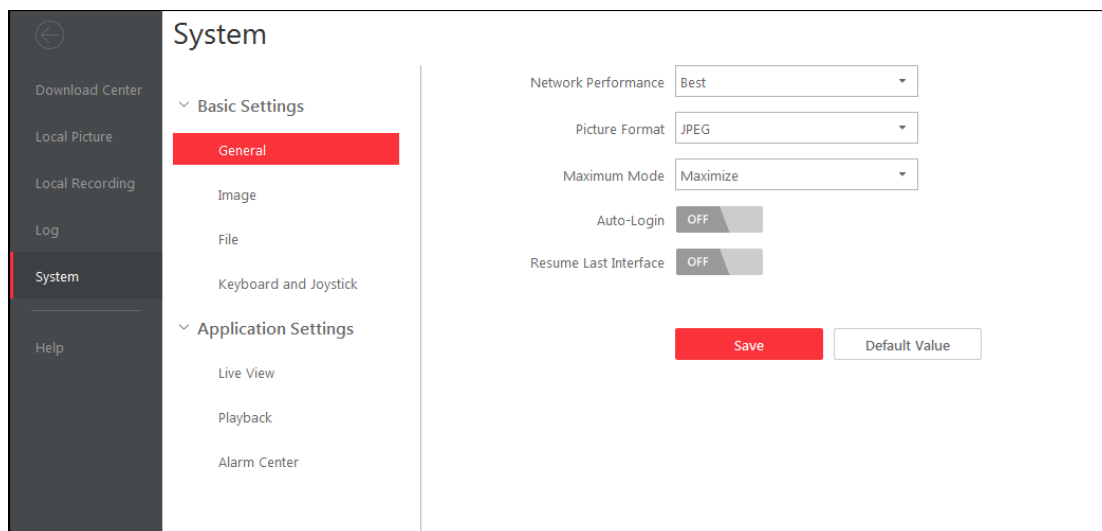 System
Download Center
Local Picture
Local Recording
Log
System
Help
Basic Settings
General
Image
File
Keyboard and Joystick
Application Settings
Live View
Playback
Alarm Center
Network Performance Best
Picture Format JPEG
Maximum Mode Maximize
Auto-Login OFF
Resume Last Interface OFF
Save Default Value